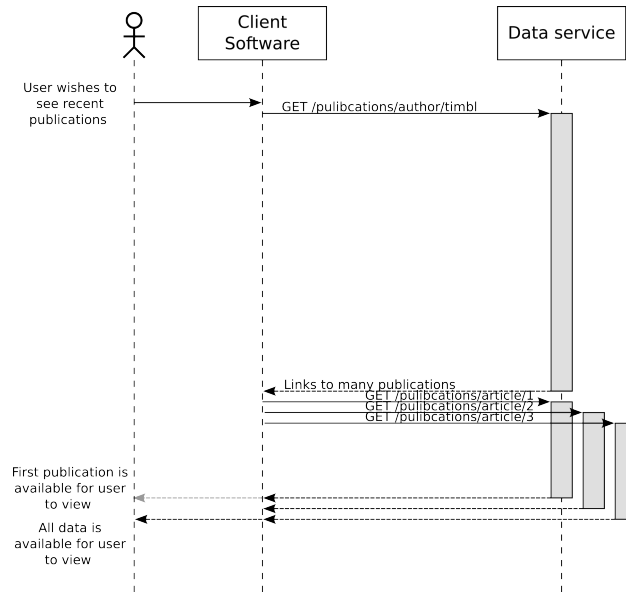 Client
Software
Data service
User wishes to
see recent
publications
GET /pulibcations/author/timbl
Links to many publications
GET /pulibcations/article/1
GET /pulibcations/article/2
GET /pulibcations/article/3
First publication is
available for user
to view
All data is
available for user
to view